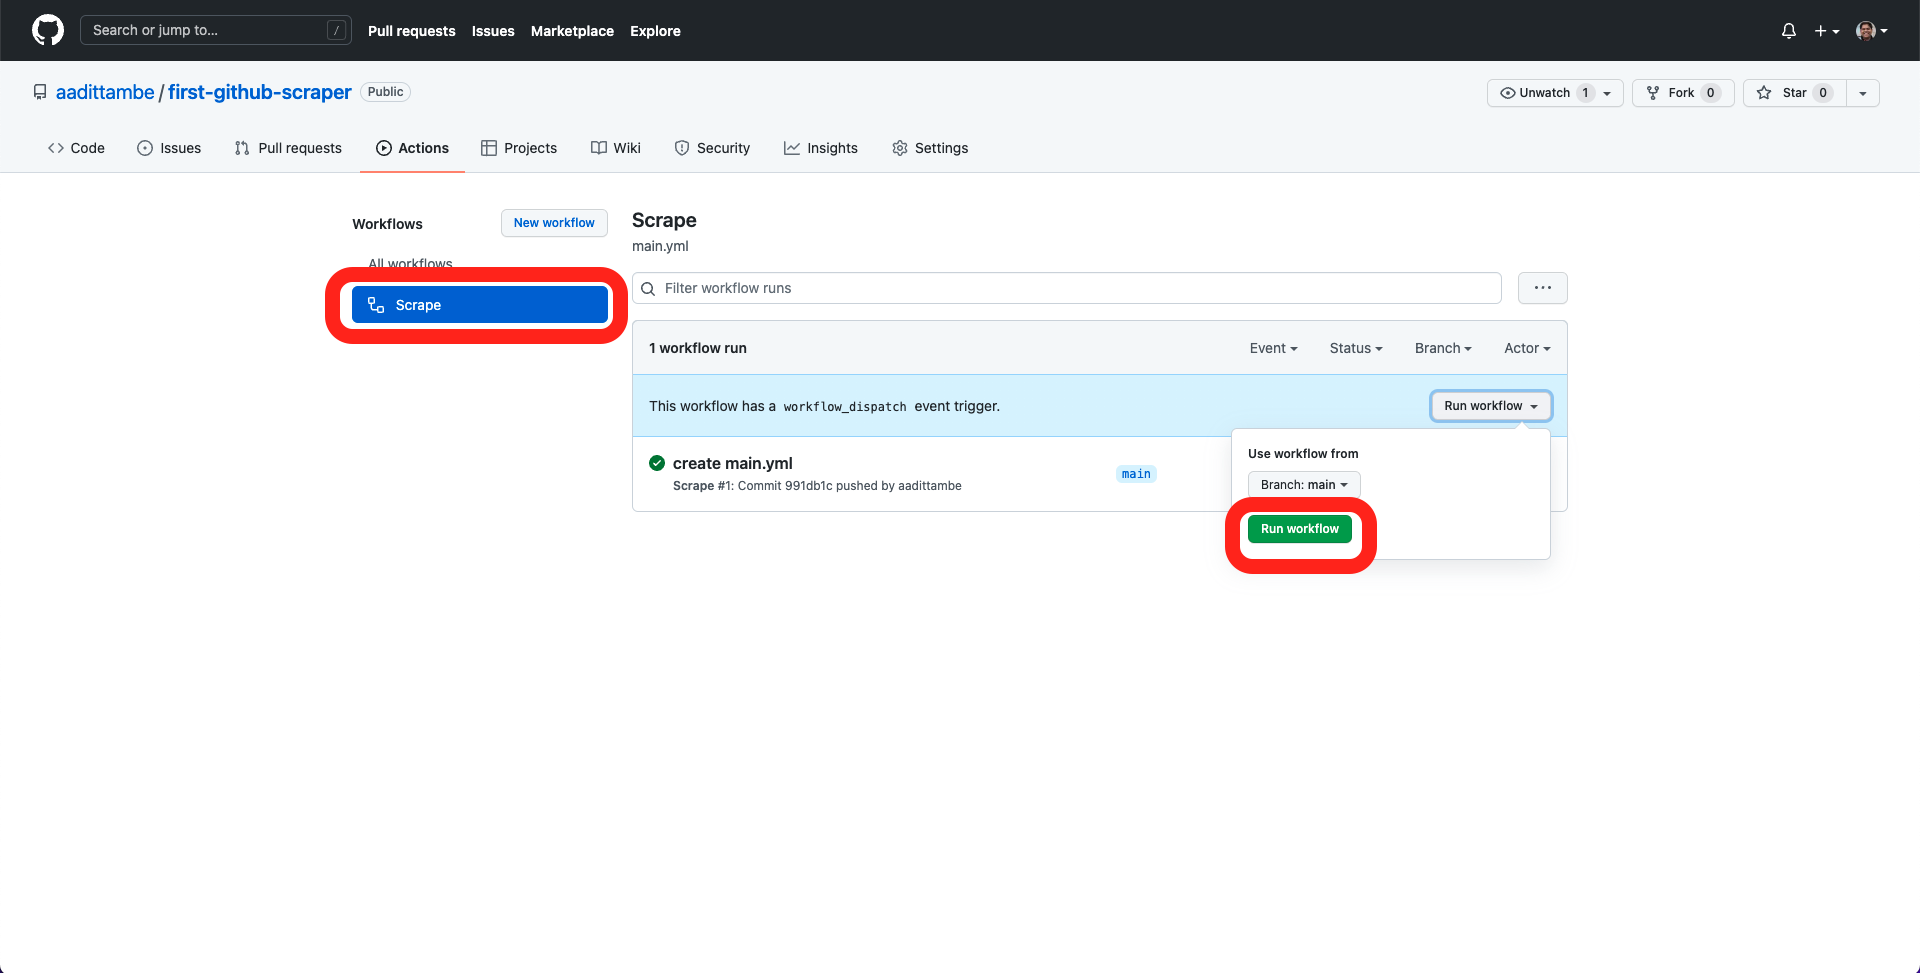 Search or jump to... /
Pull requests Issues Marketplace Explore
aadittambe / first-github-scraper Public
Unwatch 1 Fork 0 Star 0
Code Issues Pull requests Actions Projects Wiki Security Insights Settings
Workflows New workflow
All workflows
Scrape
Scrape
main.yml
Filter workflow runs
1 workflow run Event Status Branch Actor
This workflow has a workflow_dispatch event trigger. Run workflow
create main.yml
Scrape #1: Commit 991db1c pushed by aadittambe
main
Use workflow from
Branch: main
Run workflow